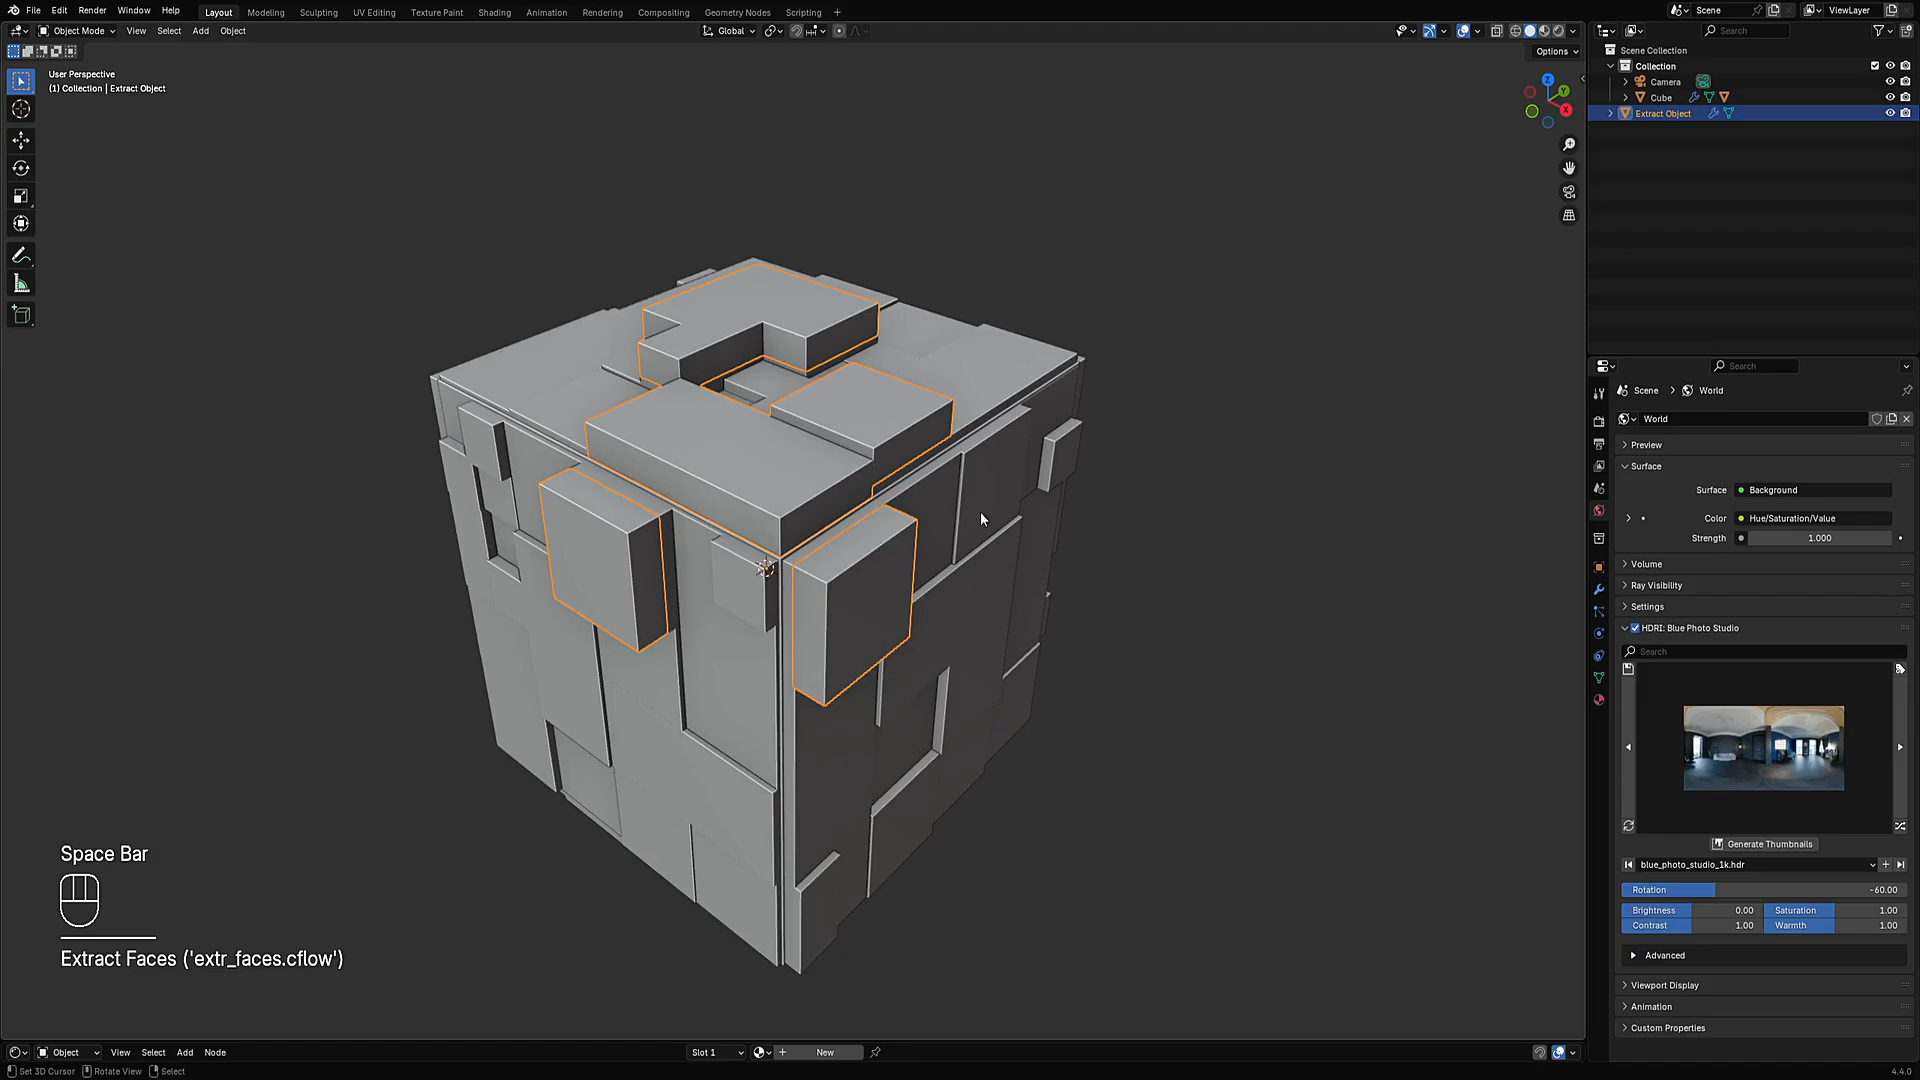 File Edit Render Window Help Layout Modeling Sculpting UV Editing Texture Paint Shading Animation Rendering Compositing Geometry Nodes Scripting + Scene ViewLayer
Object Mode View Select Add Object Global Search
Options
User Perspective
(1) Collection | Extract Object
Z
Y
X
Scene Collection
Collection
Camera
Cube
Extract Object
Search
Scene > World
World
Preview
Surface
Surface Background
Color Hue/Saturation/Value
Strength 1.000
Volume
Ray Visibility
Settings
HDRI: Blue Photo Studio
Search
Generate Thumbnails
blue_photo_studio_1k.hdr
Rotation -60.00
Brightness 0.00 Saturation 1.00
Contrast 1.00 Warmth 1.00
Advanced
Viewport Display
Animation
Custom Properties
Space Bar
Extract Faces ('extr_faces.cflow')
Object View Select Add Node Slot 1 New
Set 3D Cursor Rotate View Select 4.4.0